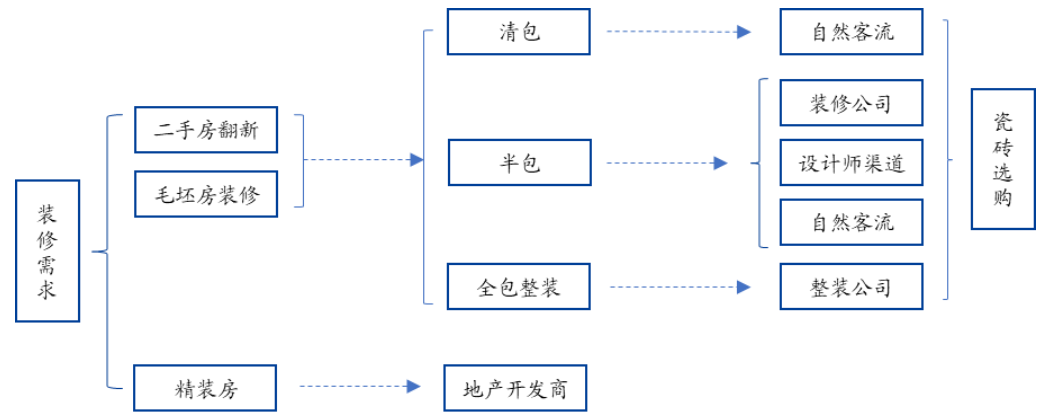 装修需求
二手房翻新
毛坯房装修
精装房
清包
半包
全包整装
地产开发商
自然客流
装修公司
设计师渠道
自然客流
整装公司
瓷砖选购